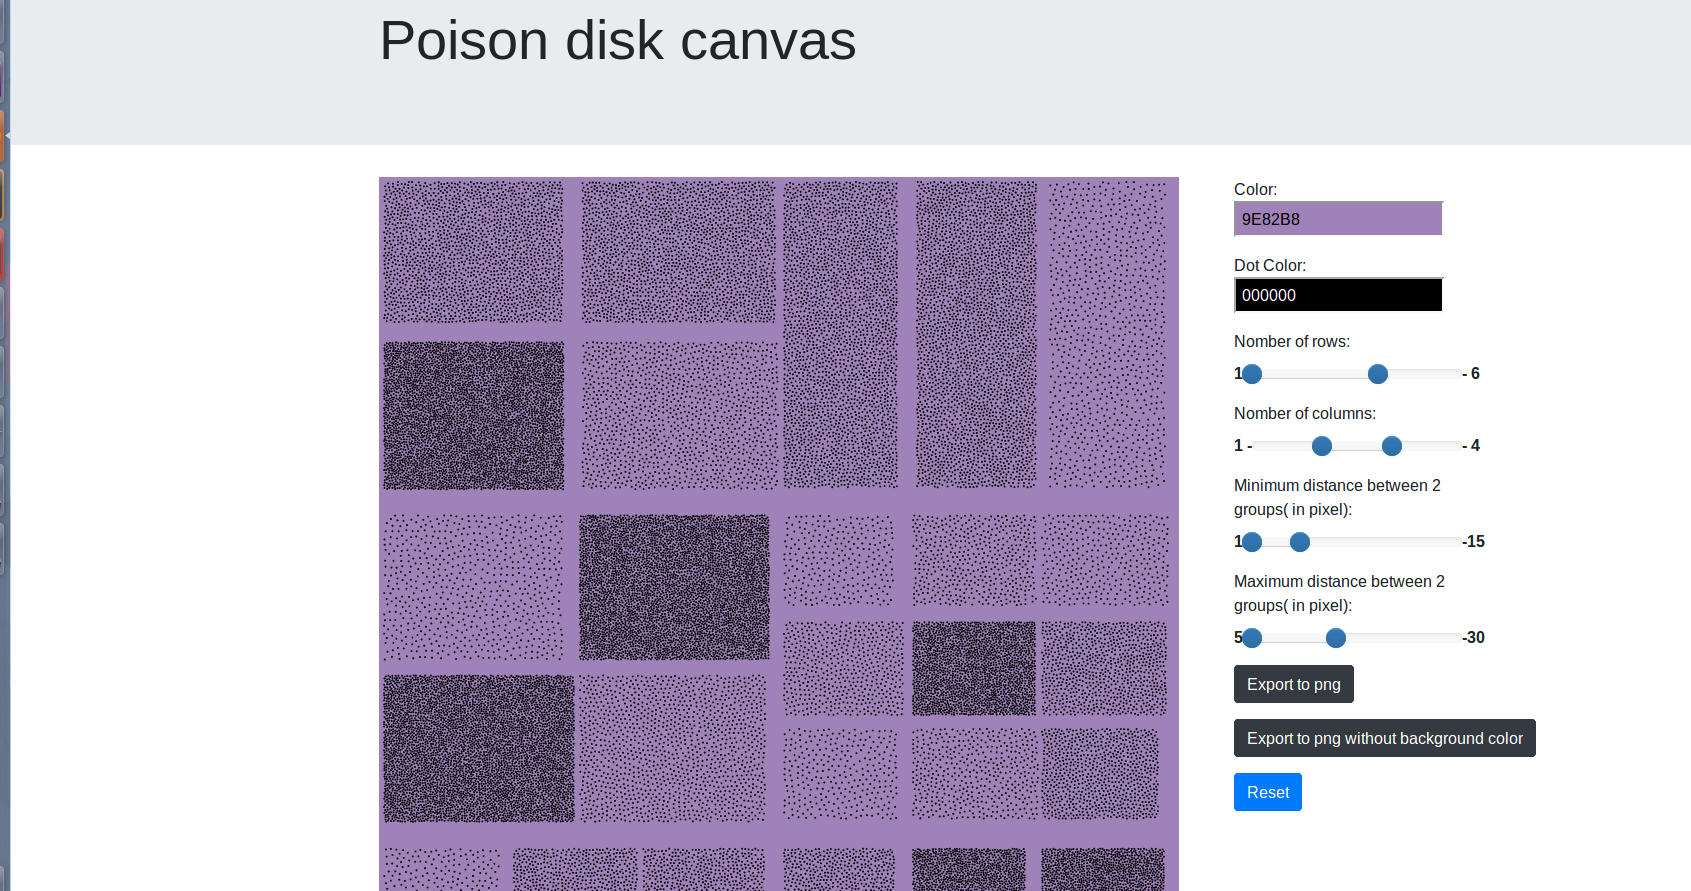 Poison disk canvas
Color:
9E82B8
Dot Color:
000000
Nomber of rows:
1 - 6
Nomber of columns:
1 - - 4
Minimum distance between 2
groups( in pixel):
1 -15
Maximum distance between 2
groups( in pixel):
5 -30
Export to png
Export to png without background color
Reset